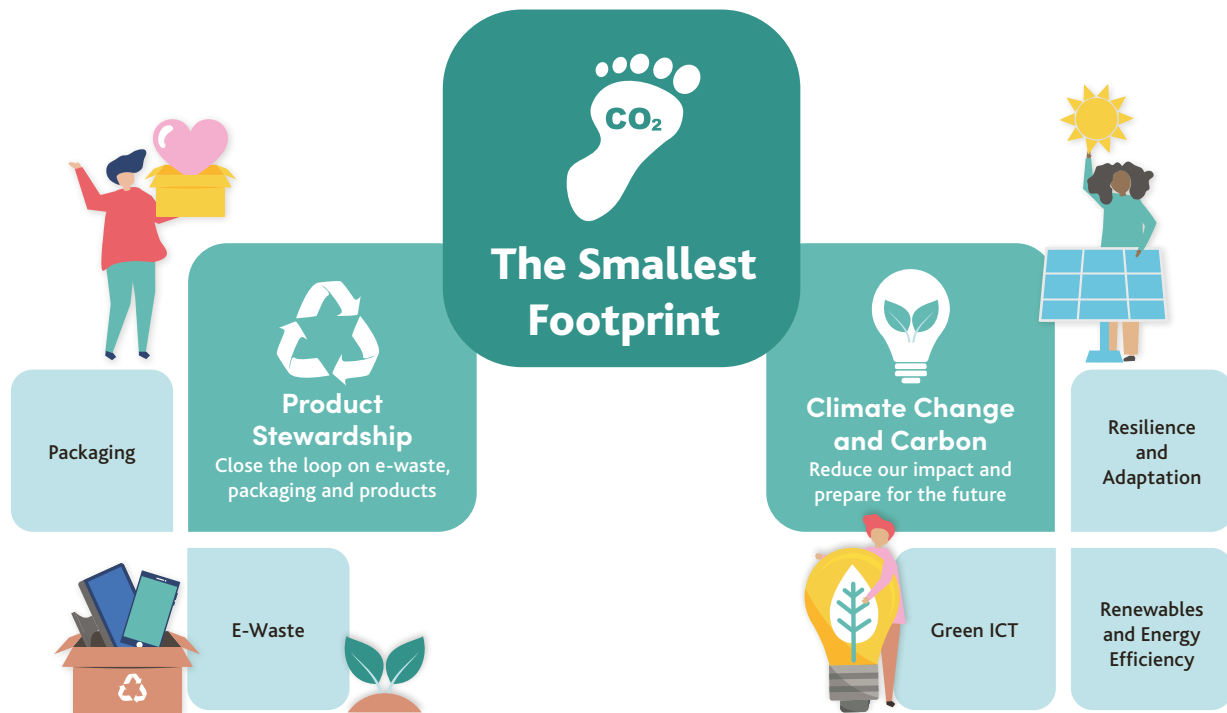 CO₂
The Smallest
Footprint
Product
Stewardship
Close the loop on e-waste,
packaging and products
Climate Change
and Carbon
Reduce our impact and
prepare for the future
Packaging
E-Waste
Resilience
and
Adaptation
Green ICT
Renewables
and Energy
Efficiency